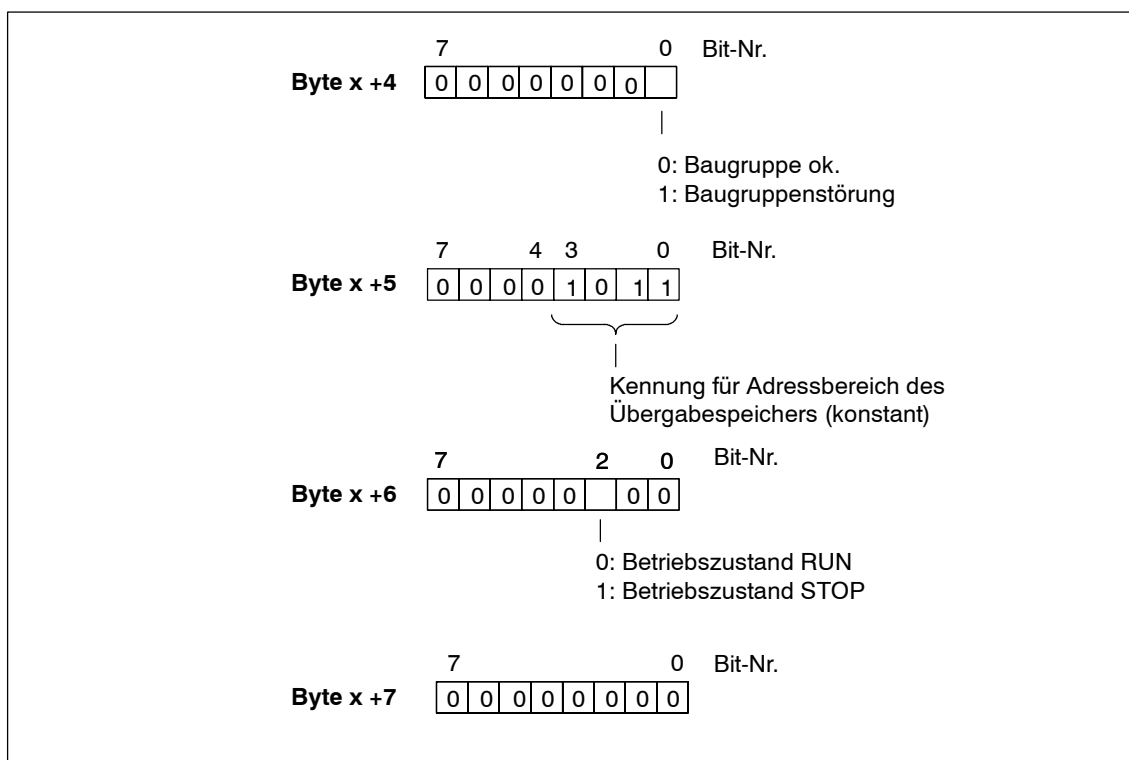 7 0 Bit-Nr.
Byte x +4 0 0 0 0 0 0 0
0: Baugruppe ok.
1: Baugruppenstörung
7 4 3 0 Bit-Nr.
Byte x +5 0 0 0 0 1 0 1 1
Kennung für Adressbereich des
Übergabespeichers (konstant)
7 2 0 Bit-Nr.
Byte x +6 0 0 0 0 0 0 0
0: Betriebszustand RUN
1: Betriebszustand STOP
7 0 Bit-Nr.
Byte x +7 0 0 0 0 0 0 0 0